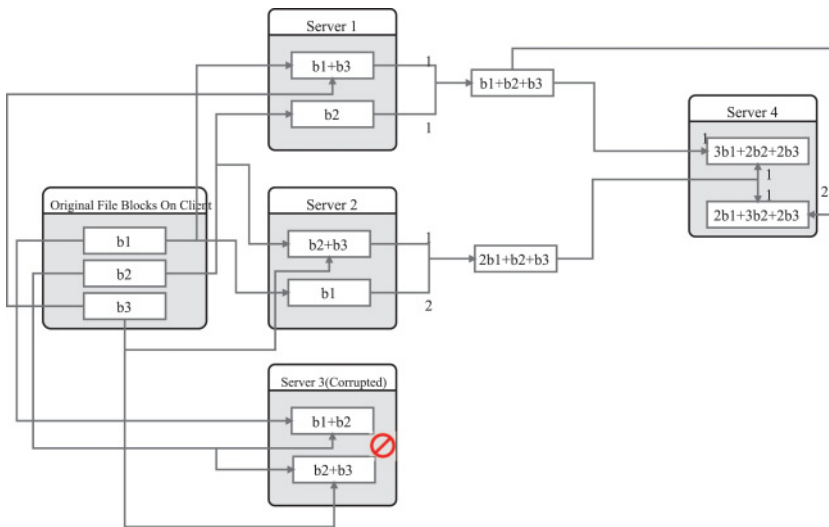 Server 1
b1+b3
b2
1
1
b1+b2+b3
Server 4
3b1+2b2+2b3
2b1+3b2+2b3
1
1
1
2
Original File Blocks On Client
b1
b2
b3
Server 2
b2+b3
b1
1
2
2b1+b2+b3
Server 3(Corrupted)
b1+b2
b2+b3